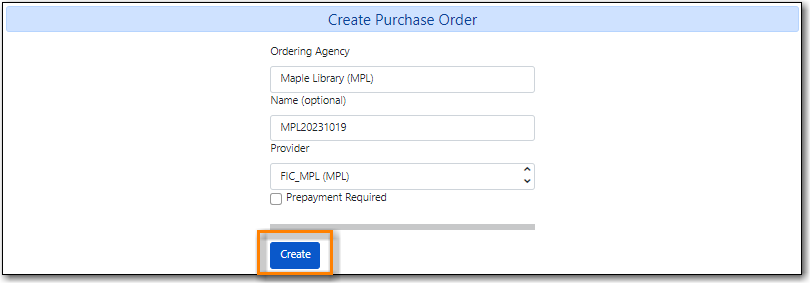 Create Purchase Order
Ordering Agency
Maple Library (MPL)
Name (optional)
MPL20231019
Provider
FIC_MPL (MPL)
Prepayment Required
Create